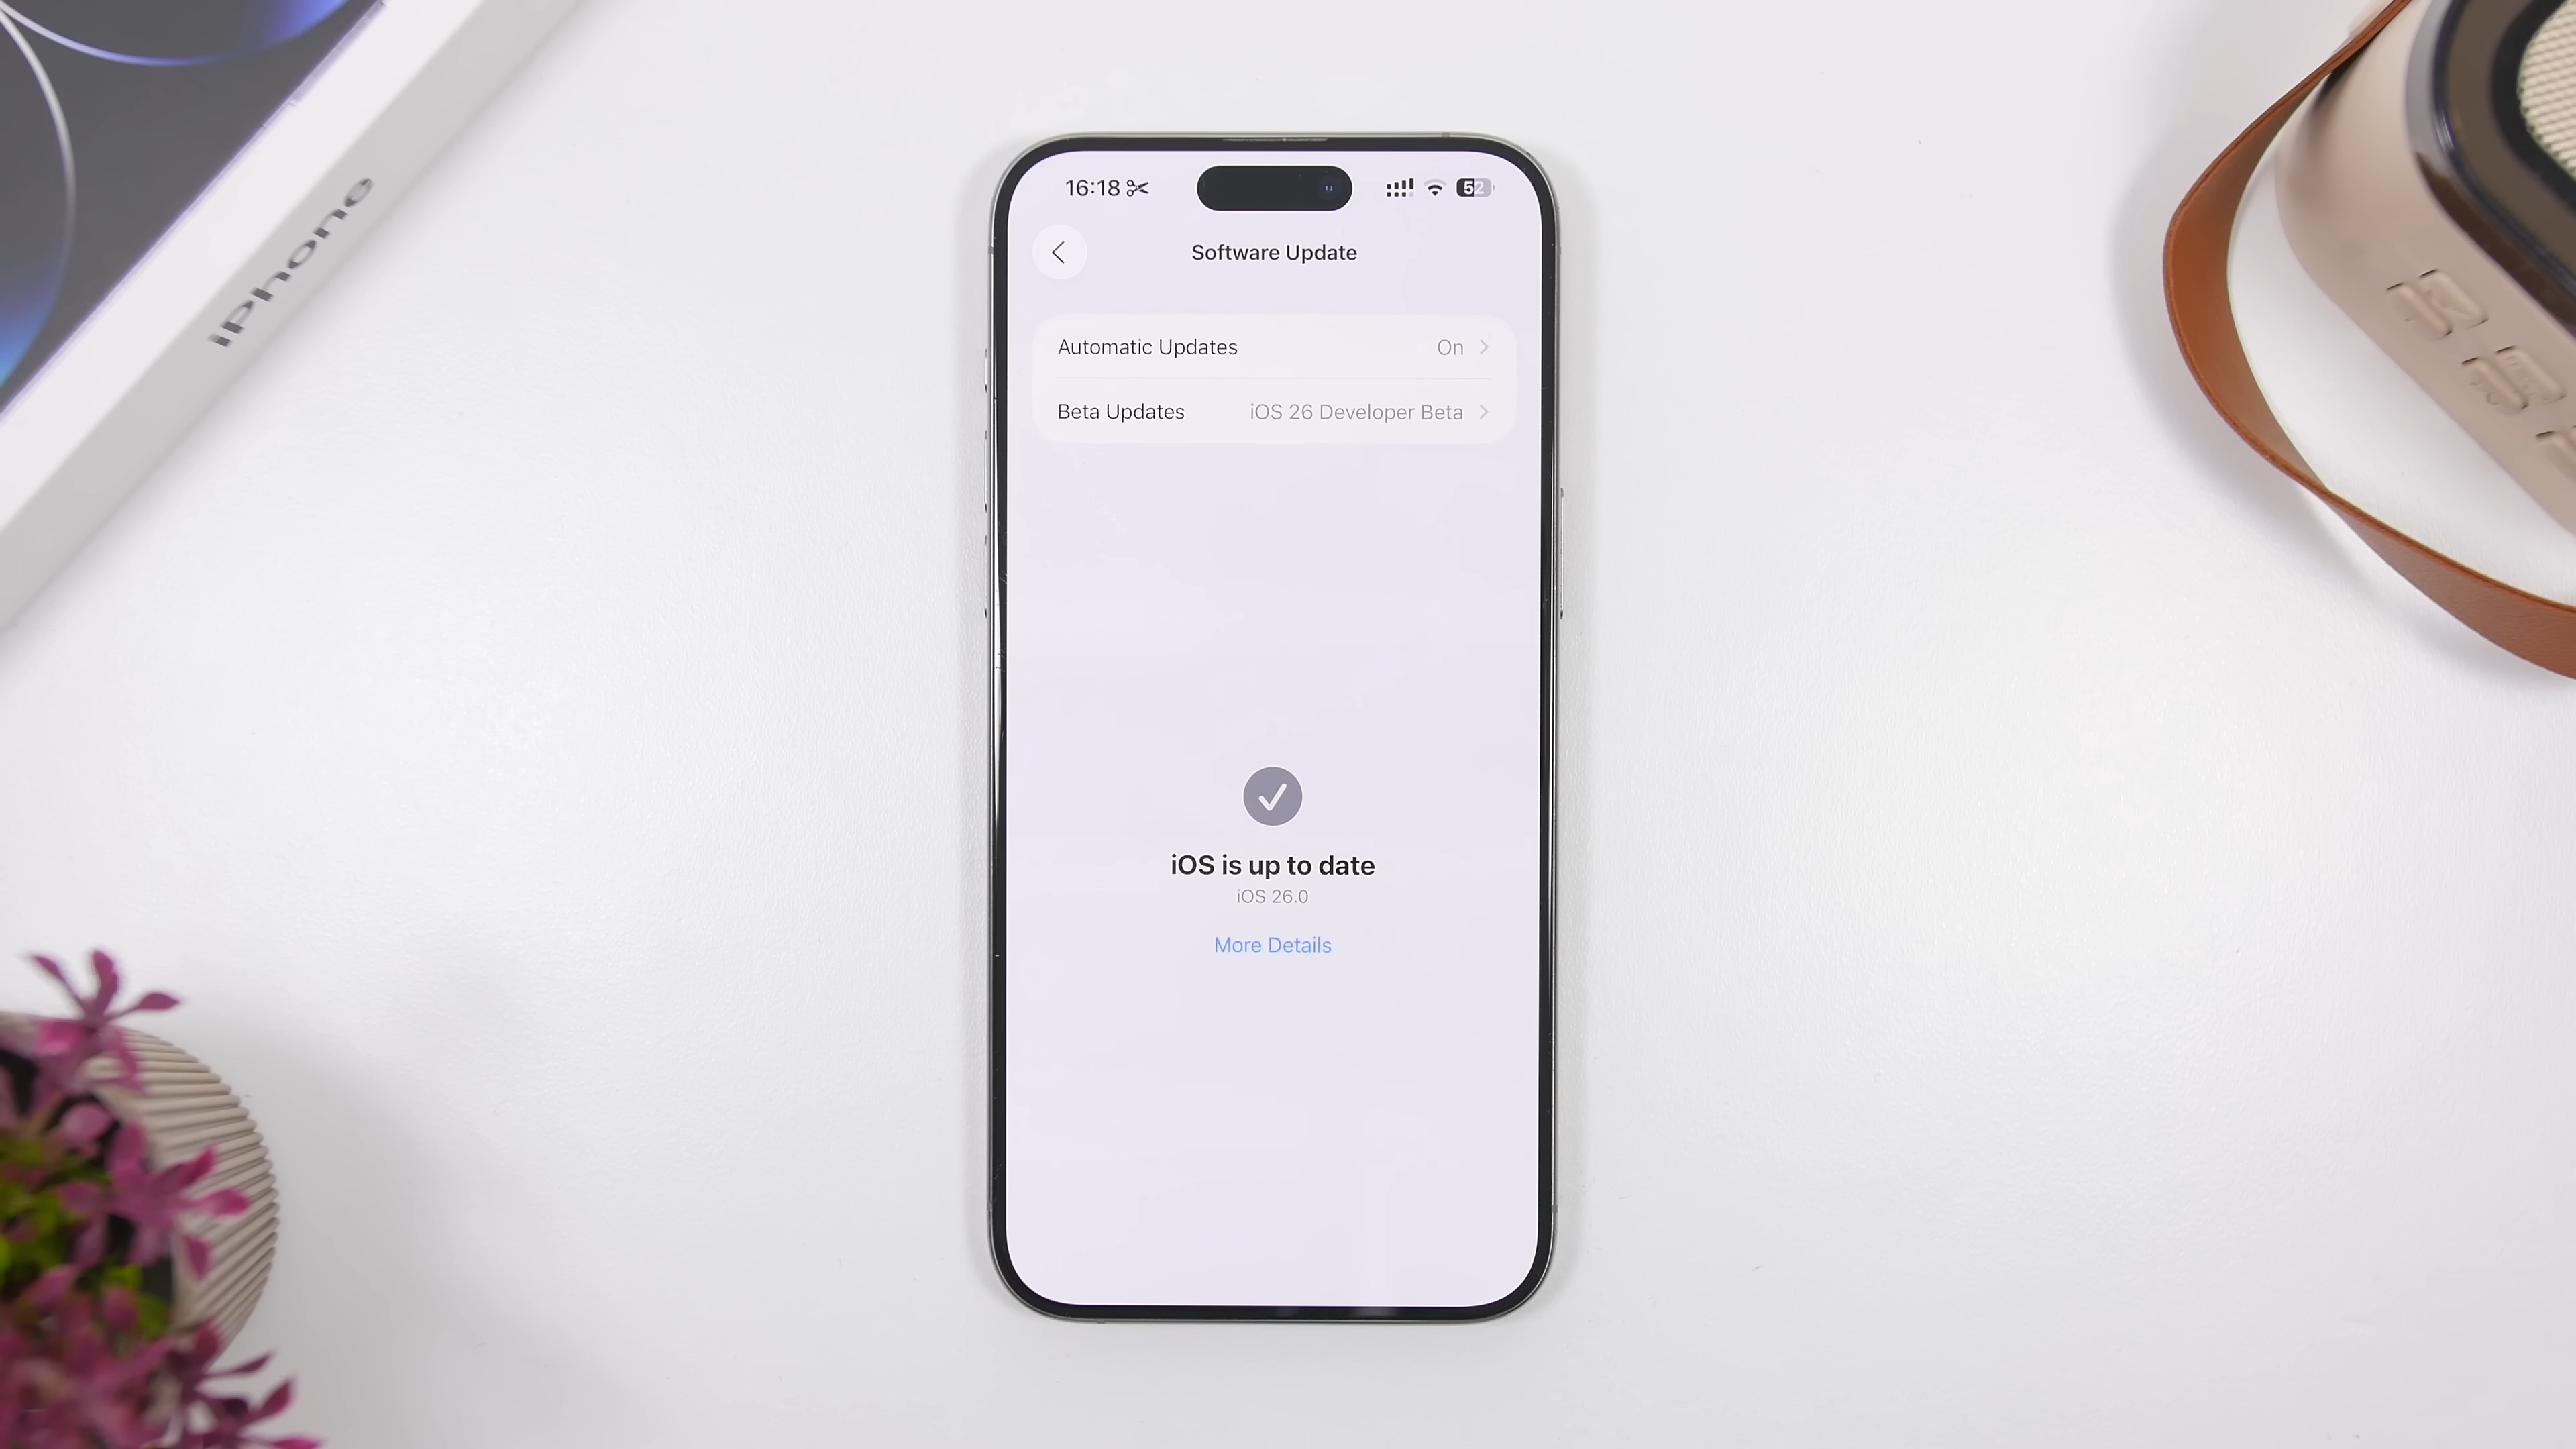 iPhone
16:18
52
Software Update
Automatic Updates On
Beta Updates iOS 26 Developer Beta
iOS is up to date
iOS 26.0
More Details